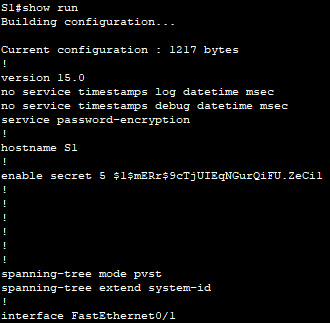 S1#show run
Building configuration...
Current configuration : 1217 bytes
!
version 15.0
no service timestamps log datetime msec
no service timestamps debug datetime msec
service password-encryption
!
hostname S1
!
enable secret 5 $1$mERr$9cTjUIEqNGurQiFU.ZeCi1
!
!
!
!
!
!
spanning-tree mode pvst
spanning-tree extend system-id
!
interface FastEthernet0/1